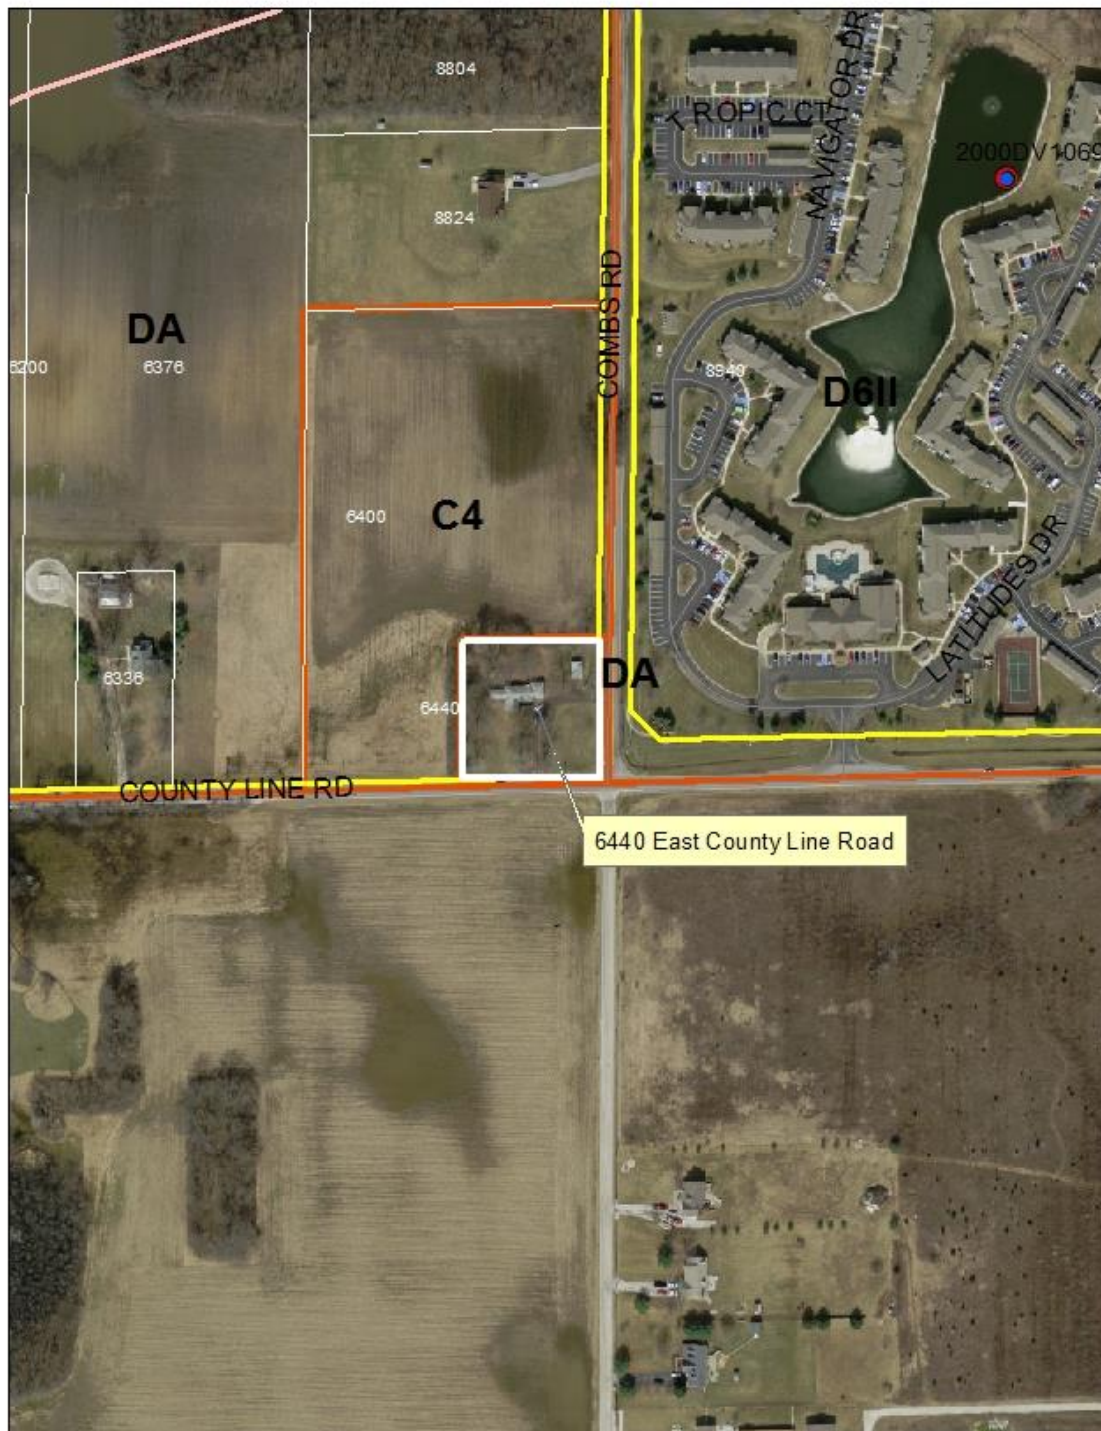 8804
TROPIC CT
NAVIGATOR DR
2000DV1069
8824
COMBS RD
DA
6200
6376
8940
D6II
6400
C4
LATITUDES DR
6336
6440
DA
COUNTY LINE RD
6440 East County Line Road